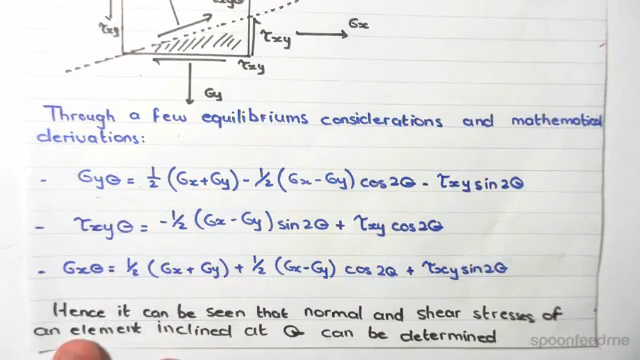 τxy
τxyθ
σx
τxy
τxy
σy
Through a few equilibriums considerations and mathematical
derivations:
- σyθ = 1/2 (σx+σy) - 1/2 (σx - σy) cos 2θ - τxy sin 2θ
- τxyθ = -1/2 (σx - σy) sin 2θ + τxy cos 2θ
- σxθ = 1/2 (σx + σy) + 1/2 (σx-σy) cos 2θ + τxy sin 2θ
Hence it can be seen that normal and shear stresses of
an element inclined at θ can be determined
spoonfeedme